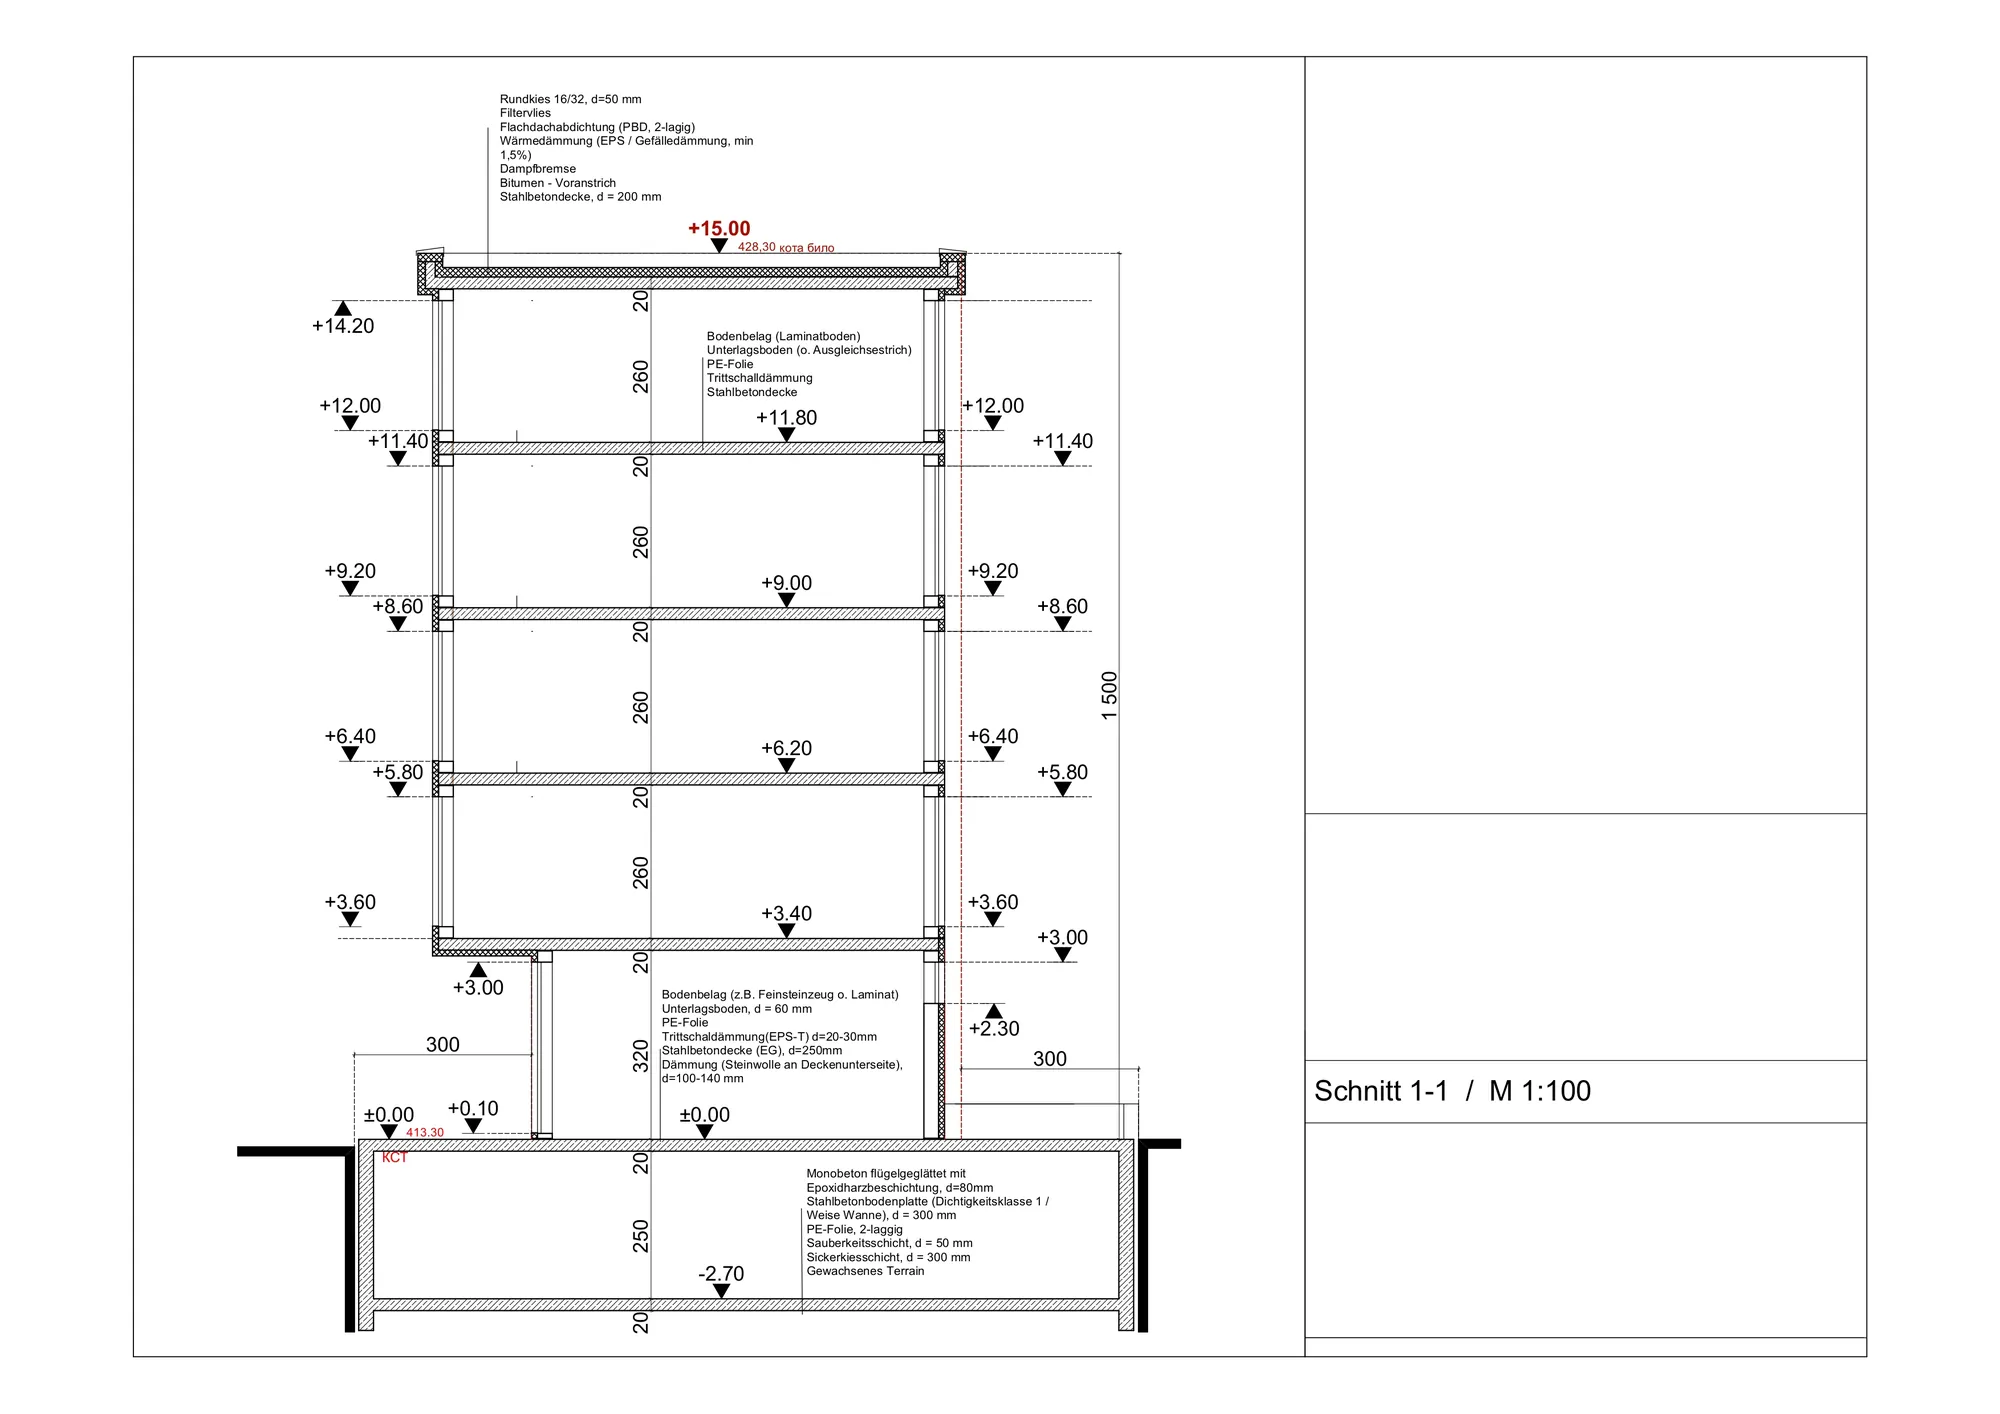 Rundkies 16/32, d=50 mm
Filtervlies
Flachdachabdichtung (PBD, 2-lagig)
Wärmedämmung (EPS / Gefälledämmung, min
1,5%)
Dampfbremse
Bitumen - Voranstrich
Stahlbetondecke, d = 200 mm
+15.00
428,30 кота било
20
+14.20
Bodenbelag (Laminatboden)
Unterlagsboden (o. Ausgleichsestrich)
PE-Folie
Trittschalldämmung
Stahlbetondecke
260
+12.00
+11.80
+12.00
+11.40
20
+11.40
260
+9.20
+9.00
+9.20
+8.60
20
+8.60
260
1 500
+6.40
+6.20
+6.40
+5.80
20
+5.80
260
+3.60
+3.40
+3.60
+3.00
20
+3.00
Bodenbelag (z.B. Feinsteinzeug o. Laminat)
Unterlagsboden, d = 60 mm
PE-Folie
Trittschaldämmung(EPS-T) d=20-30mm
Stahlbetondecke (EG), d=250mm
Dämmung (Steinwolle an Deckenunterseite),
d=100-140 mm
+2.30
300
320
300
Schnitt 1-1 / M 1:100
±0.00
+0.10
±0.00
413.30
КСТ
20
Monobeton flügelgeglättet mit
Epoxidharzbeschichtung, d=80mm
Stahlbetonbodenplatte (Dichtigkeitsklasse 1 /
Weise Wanne), d = 300 mm
PE-Folie, 2-laggig
Sauberkeitsschicht, d = 50 mm
Sickerkiesschicht, d = 300 mm
Gewachsenes Terrain
250
-2.70
20